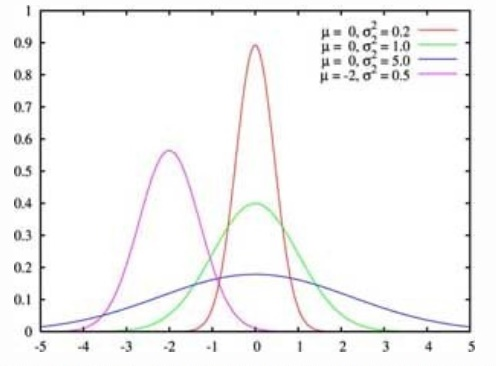 1
0.9
0.8
0.7
0.6
0.5
0.4
0.3
0.2
0.1
0
μ = 0, σ² = 0.2
μ = 0, σ² = 1.0
μ = 0, σ² = 5.0
μ = -2, σ² = 0.5
-5 -4 -3 -2 -1 0 1 2 3 4 5